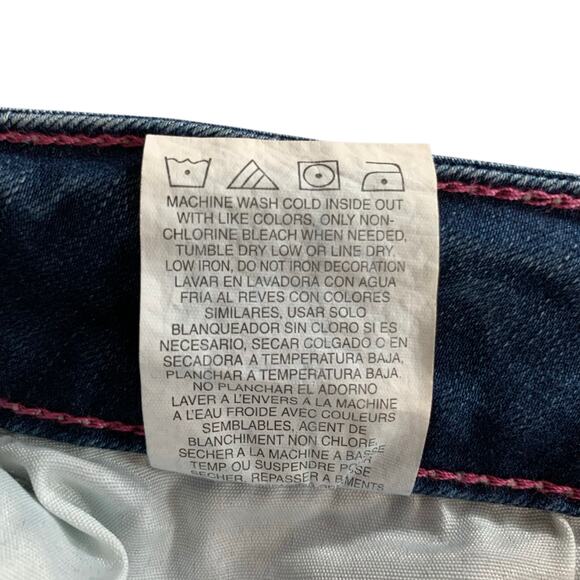 MACHINE WASH COLD INSIDE OUT
WITH LIKE COLORS, ONLY NON-
CHLORINE BLEACH WHEN NEEDED,
TUMBLE DRY LOW OR LINE DRY,
LOW IRON, DO NOT IRON DECORATION
LAVAR EN LAVADORA CON AGUA
FRIA AL REVES CON COLORES
SIMILARES, USAR SOLO
BLANQUEADOR SIN CLORO SI ES
NECESARIO, SECAR COLGADO O EN
SECADORA A TEMPERATURA BAJA,
PLANCHAR A TEMPERATURA BAJA.
NO PLANCHAR EL ADORNO
LAVER A L'ENVERS A LA MACHINE
A L'EAU FROIDE AVEC COULEURS
SEMBLABLES, AGENT DE
BLANCHIMENT NON CHLORE,
SECHER A LA MACHINE A BASSE
TEMP OU SUSPENDRE POSE
SECHER, REPASSER A